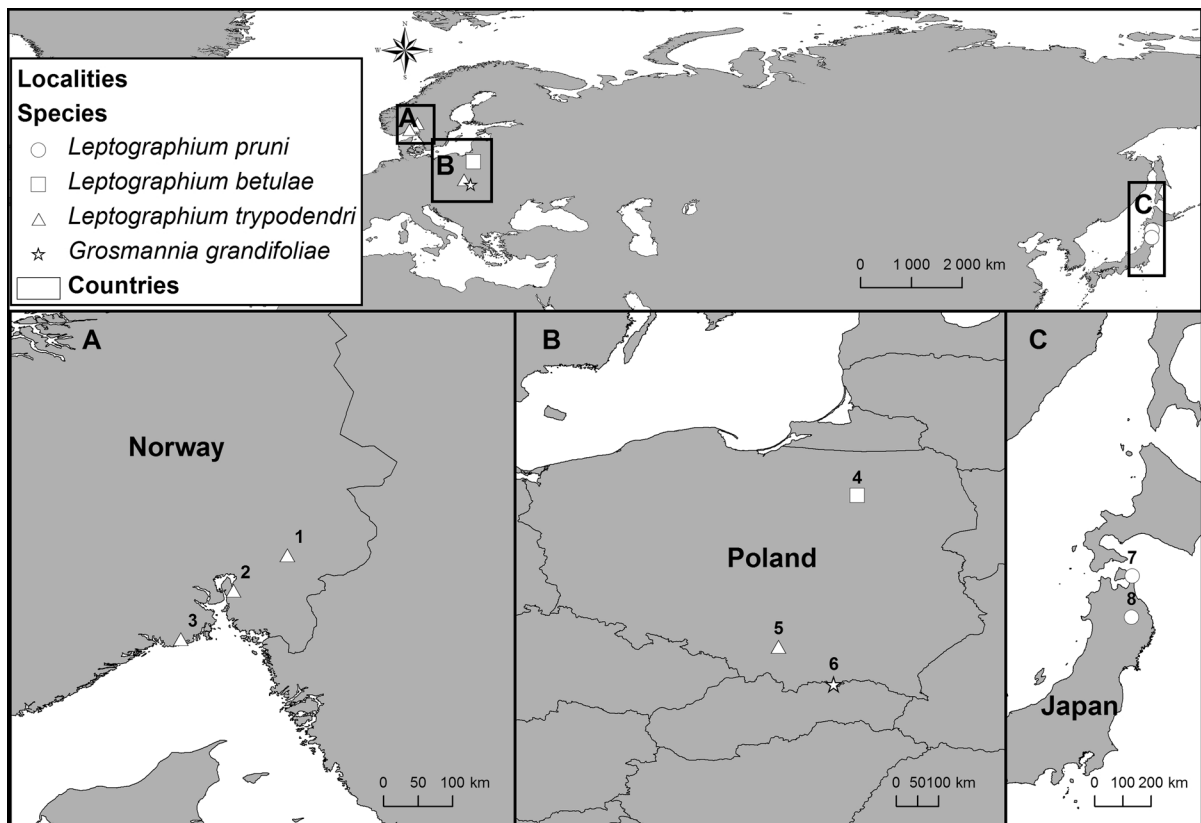 N
W E
S
Localities
Species
Leptographium pruni
Leptographium betulae
Leptographium trypodendri
Grosmannia grandifoliae
Countries
A
B
C
0 1 000 2 000 km
A
Norway
1
2
3
0 50 100 km
B
4
Poland
5
6
0 50100 km
C
7
8
Japan
0 100 200 km